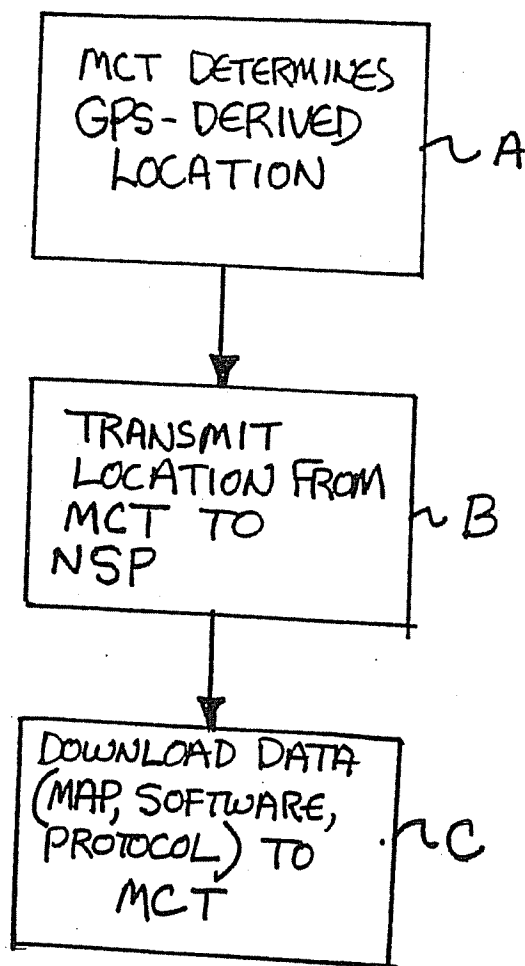 MCT DETERMINES
GPS-DERIVED
LOCATION
A
TRANSMIT
LOCATION FROM
MCT TO
NSP
B
DOWNLOAD DATA
(MAP, SOFTWARE,
PROTOCOL) TO
MCT
C